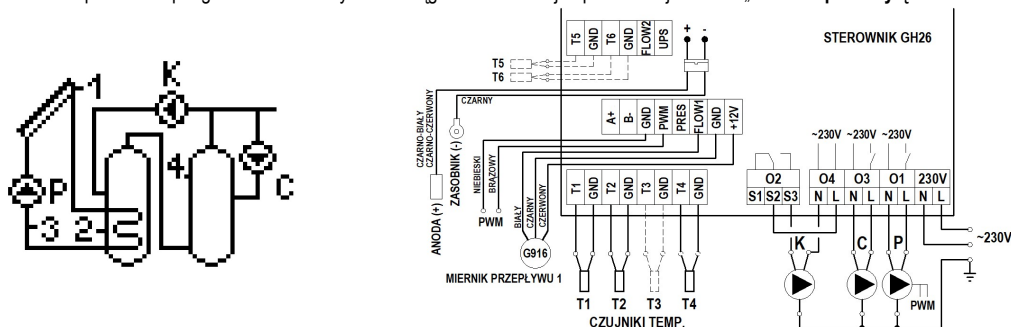 K
1
4
P
C
3 2
T5 GND T6 GND FLOW2 UPS
+ -
STEROWNIK GH26
T5
T6
CZARNO-BIAŁY
CZARNO-CZERWONY
CZARNY
ZASOBNIK (-)
ANODA (+)
A+ B- GND PWM PRES FLOW1 GND +12V
NIEBIESKI
BRĄZOWY
PWM
BIAŁY
CZARNY
CZERWONY
G916
MIERNIK PRZEPŁYWU 1
T1 GND T2 GND T3 GND T4 GND
T1 T2 T3 T4
CZUJNIKI TEMP.
~230V ~230V ~230V
O2 O4 O3 O1 230V
S1 S2 S3 N L N L N L N L
K C P
~230V
PWM